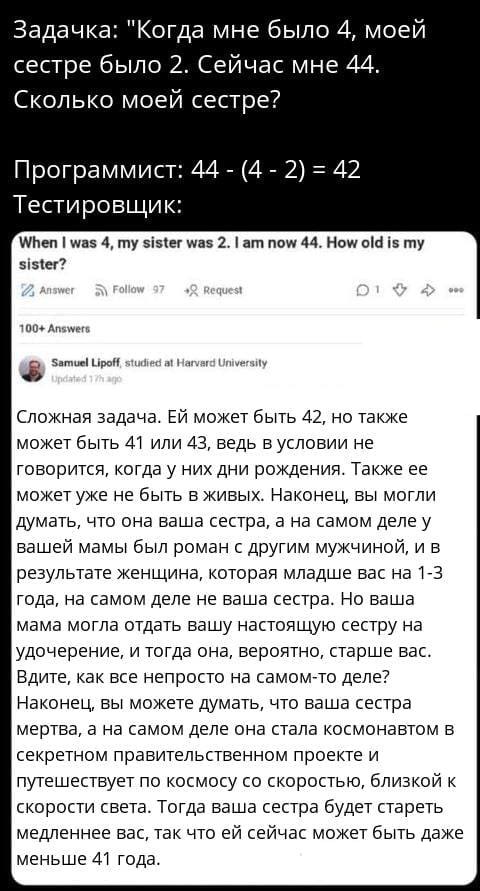 Задачка: "Когда мне было 4, моей
сестре было 2. Сейчас мне 44.
Сколько моей сестре?
Программист: 44 - (4 - 2) = 42
Тестировщик:
When I was 4, my sister was 2. I am now 44. How old is my
sister?
Answer Follow 97 Request 1
100+ Answers
Samuel Lipoff, studied at Harvard University
Updated 17h ago
Сложная задача. Ей может быть 42, но также
может быть 41 или 43, ведь в условии не
говорится, когда у них дни рождения. Также ее
может уже не быть в живых. Наконец, вы могли
думать, что она ваша сестра, а на самом деле у
вашей мамы был роман с другим мужчиной, и в
результате женщина, которая младше вас на 1-3
года, на самом деле не ваша сестра. Но ваша
мама могла отдать вашу настоящую сестру на
удочерение, и тогда она, вероятно, старше вас.
Вдите, как все непросто на самом-то деле?
Наконец, вы можете думать, что ваша сестра
мертва, а на самом деле она стала космонавтом в
секретном правительственном проекте и
путешествует по космосу со скоростью, близкой к
скорости света. Тогда ваша сестра будет стареть
медленнее вас, так что ей сейчас может быть даже
меньше 41 года.